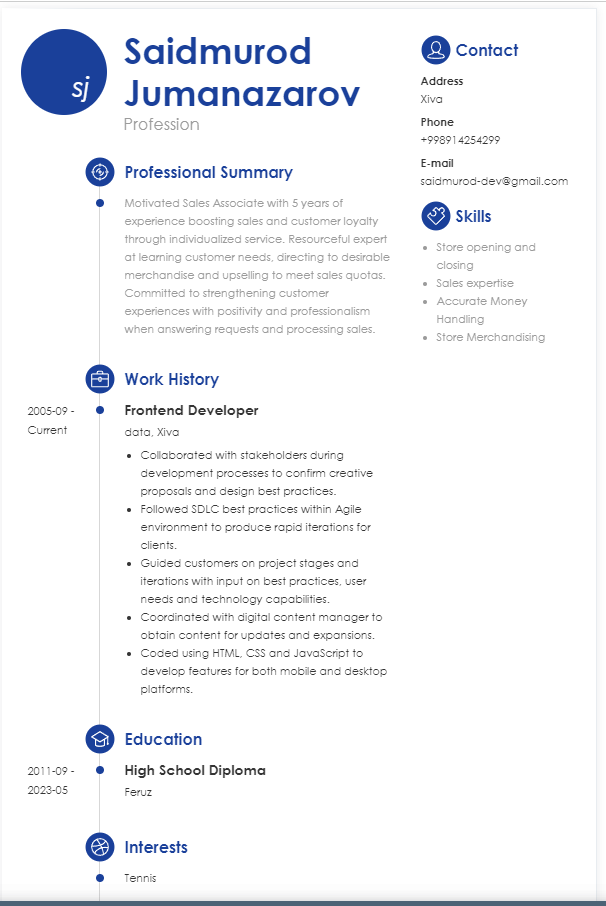 sj
Saidmurod
Jumanazarov
Profession
Professional Summary
Motivated Sales Associate with 5 years of
experience boosting sales and customer loyalty
through individualized service. Resourceful expert
at learning customer needs, directing to desirable
merchandise and upselling to meet sales quotas.
Committed to strengthening customer
experiences with positivity and professionalism
when answering requests and processing sales.
Work History
2005-09 -
Current
Frontend Developer
data, Xiva
Collaborated with stakeholders during
development processes to confirm creative
proposals and design best practices.
Followed SDLC best practices within Agile
environment to produce rapid iterations for
clients.
Guided customers on project stages and
iterations with input on best practices, user
needs and technology capabilities.
Coordinated with digital content manager to
obtain content for updates and expansions.
Coded using HTML, CSS and JavaScript to
develop features for both mobile and desktop
platforms.
Education
2011-09 -
2023-05
High School Diploma
Feruz
Interests
Tennis
Contact
Address
Xiva
Phone
+998914254299
E-mail
saidmurod-dev@gmail.com
Skills
Store opening and
closing
Sales expertise
Accurate Money
Handling
Store Merchandising